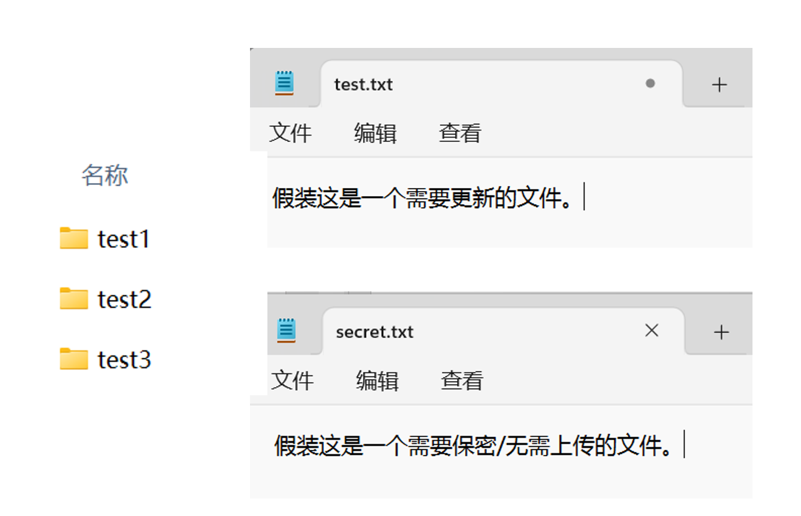 名称
test1
test2
test3
test.txt
文件 编辑 查看
假装这是一个需要更新的文件。
secret.txt
文件 编辑 查看
假装这是一个需要保密/无需上传的文件。